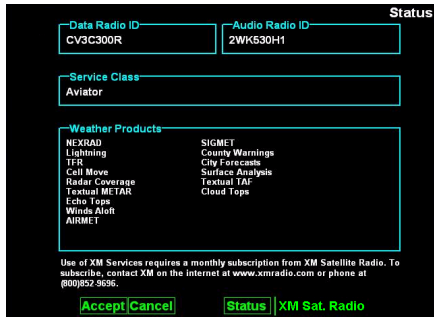 Status
Data Radio ID Audio Radio ID
CV3C300R 2WK530H1
Service Class
Aviator
Weather Products
NEXRAD SIGMET
Lightning County Warnings
TFR City Forecasts
Cell Move Surface Analysis
Radar Coverage Textual TAF
Textual METAR Cloud Tops
Echo Tops
Winds Aloft
AIRMET
Use of XM Services requires a monthly subscription from XM Satellite Radio. To
subscribe, contact XM on the internet at www.xmradio.com or phone at
(800)852-9696.
Accept Cancel Status XM Sat. Radio